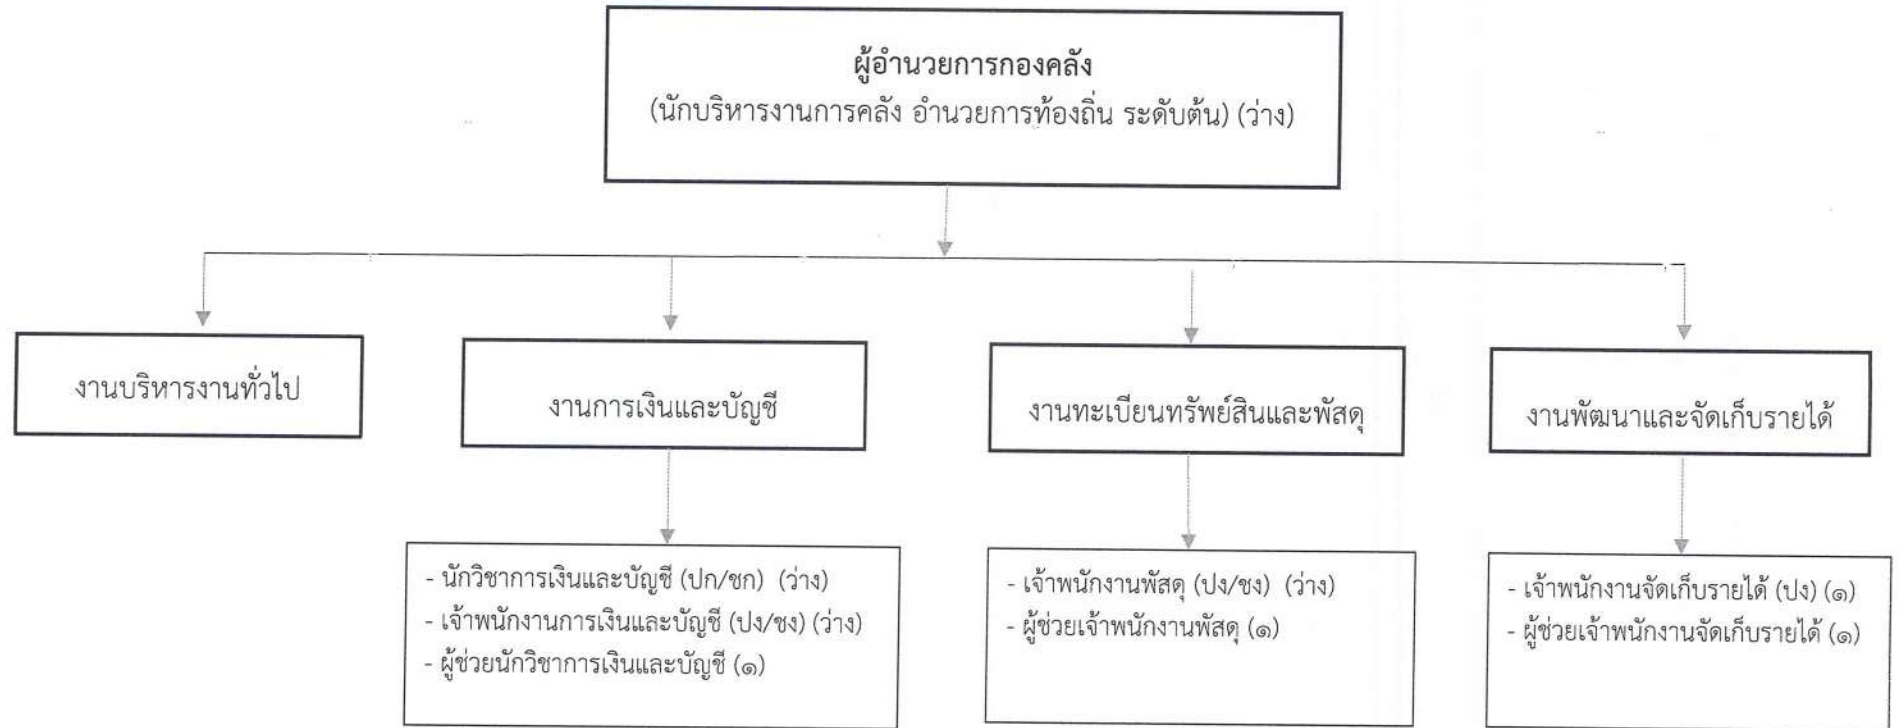 ผู้อำนวยการกองคลัง
(นักบริหารงานการคลัง อำนวยการท้องถิ่น ระดับต้น) (ว่าง)
งานบริหารงานทั่วไป
งานการเงินและบัญชี
งานทะเบียนทรัพย์สินและพัสดุ
งานพัฒนาและจัดเก็บรายได้
- นักวิชาการเงินและบัญชี (ปก/ชก) (ว่าง)
- เจ้าพนักงานการเงินและบัญชี (ปง/ชง) (ว่าง)
- ผู้ช่วยนักวิชาการเงินและบัญชี (๑)
- เจ้าพนักงานพัสดุ (ปง/ชง) (ว่าง)
- ผู้ช่วยเจ้าพนักงานพัสดุ (๑)
- เจ้าพนักงานจัดเก็บรายได้ (ปง) (๑)
- ผู้ช่วยเจ้าพนักงานจัดเก็บรายได้ (๑)